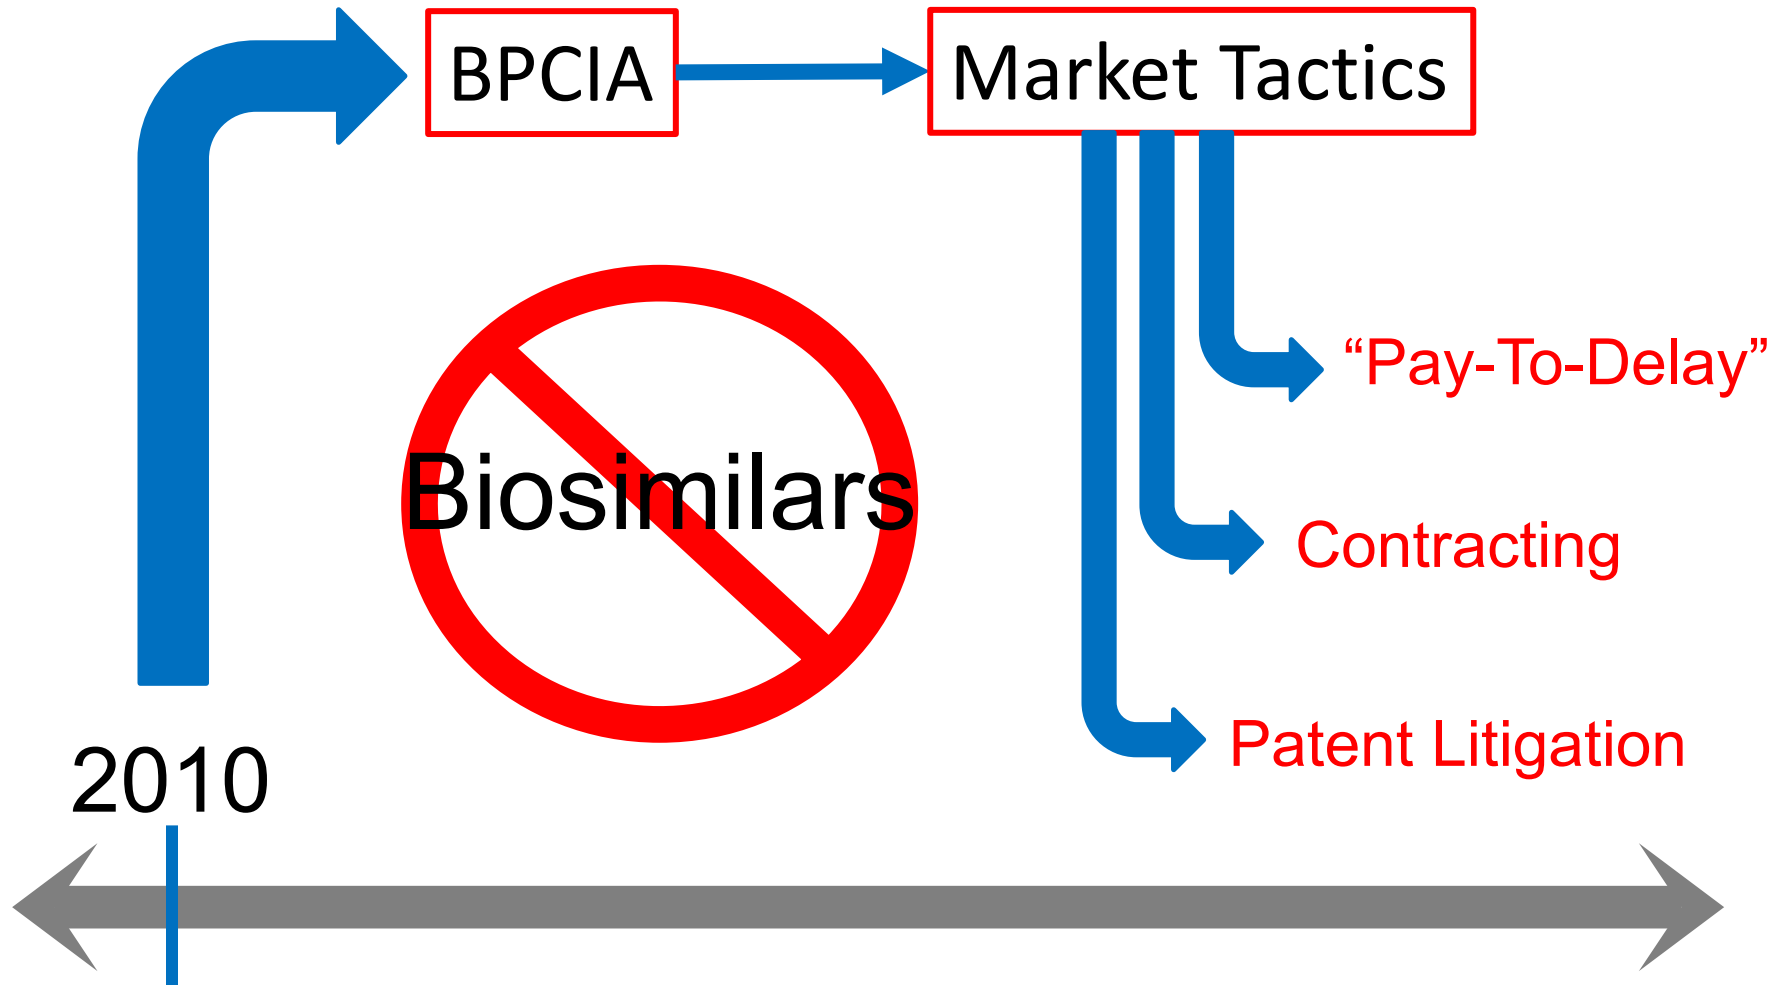 BPCIA
Market Tactics
“Pay-To-Delay”
Biosimilars
Contracting
Patent Litigation
2010